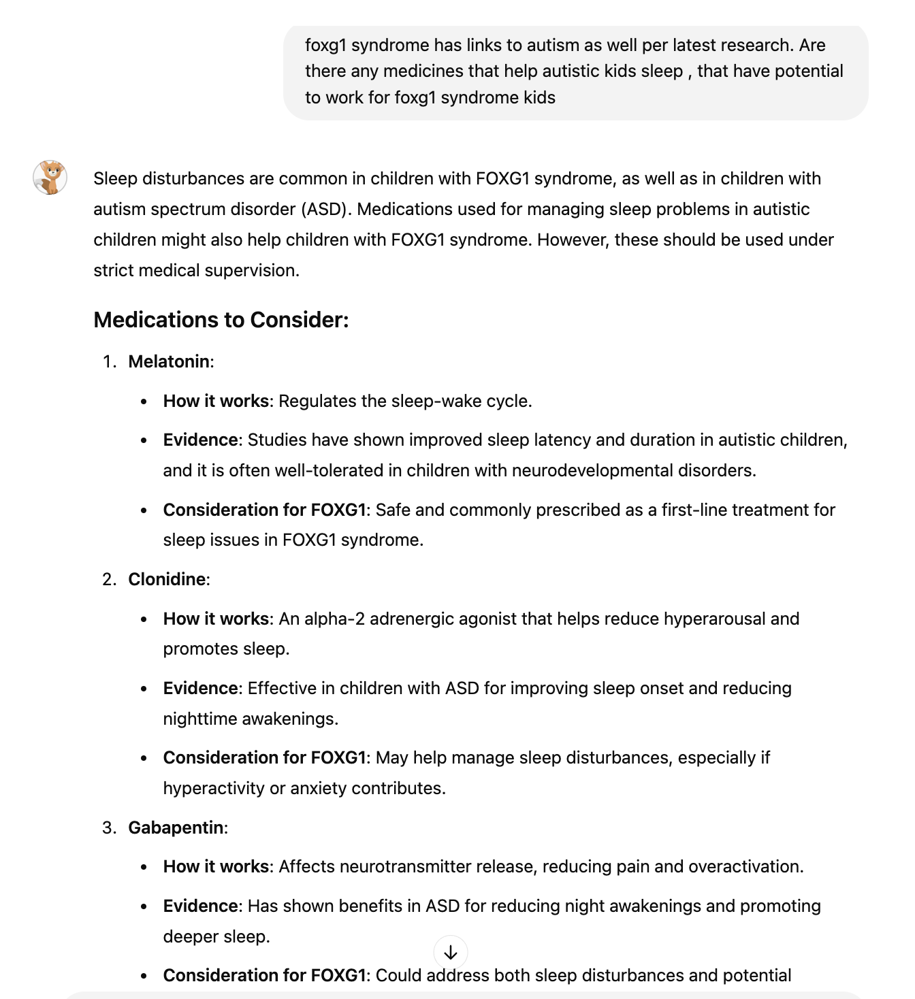 foxg1 syndrome has links to autism as well per latest research. Are
there any medicines that help autistic kids sleep , that have potential
to work for foxg1 syndrome kids
Sleep disturbances are common in children with FOXG1 syndrome, as well as in children with
autism spectrum disorder (ASD). Medications used for managing sleep problems in autistic
children might also help children with FOXG1 syndrome. However, these should be used under
strict medical supervision.
Medications to Consider:
1. Melatonin:
• How it works: Regulates the sleep-wake cycle.
• Evidence: Studies have shown improved sleep latency and duration in autistic children,
and it is often well-tolerated in children with neurodevelopmental disorders.
• Consideration for FOXG1: Safe and commonly prescribed as a first-line treatment for
sleep issues in FOXG1 syndrome.
2. Clonidine:
• How it works: An alpha-2 adrenergic agonist that helps reduce hyperarousal and
promotes sleep.
• Evidence: Effective in children with ASD for improving sleep onset and reducing
nighttime awakenings.
• Consideration for FOXG1: May help manage sleep disturbances, especially if
hyperactivity or anxiety contributes.
3. Gabapentin:
• How it works: Affects neurotransmitter release, reducing pain and overactivation.
• Evidence: Has shown benefits in ASD for reducing night awakenings and promoting
deeper sleep.
• Consideration for FOXG1: Could address both sleep disturbances and potential